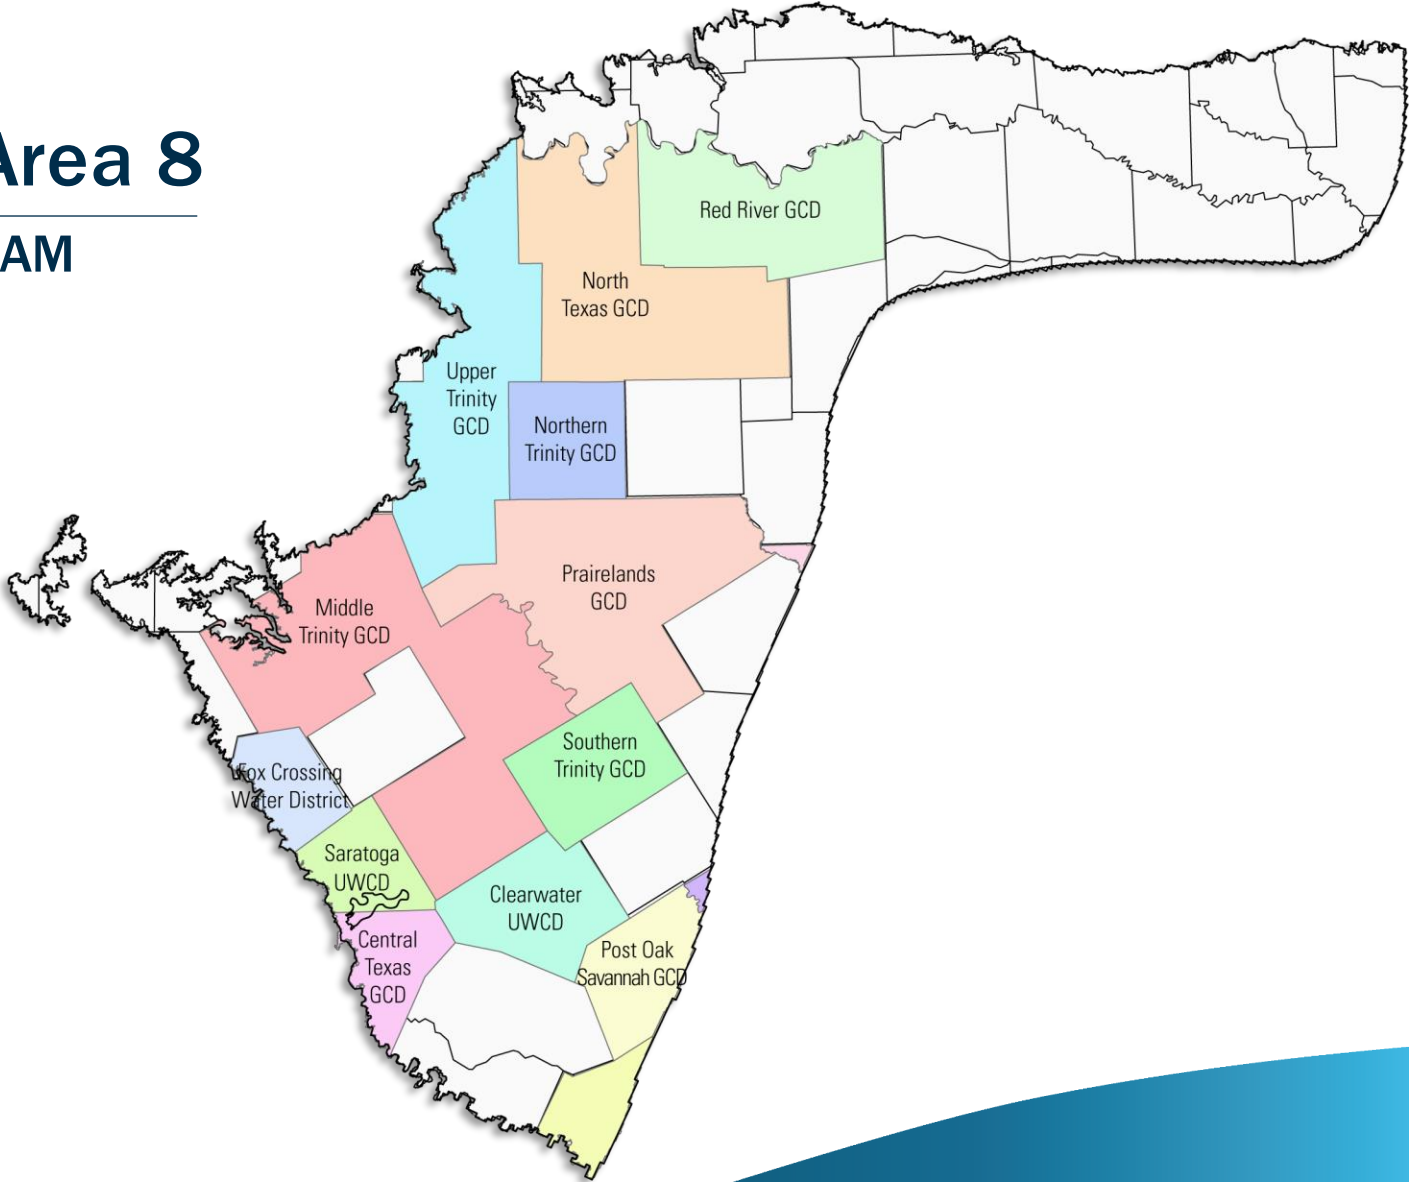 Area 8
AM
Red River GCD
North
Texas GCD
Upper
Trinity
GCD
Northern
Trinity GCD
Prairelands
GCD
Middle
Trinity GCD
Southern
Trinity GCD
Fox Crossing
Water District
Saratoga
UWCD
Clearwater
UWCD
Central
Texas
GCD
Post Oak
Savannah GCD